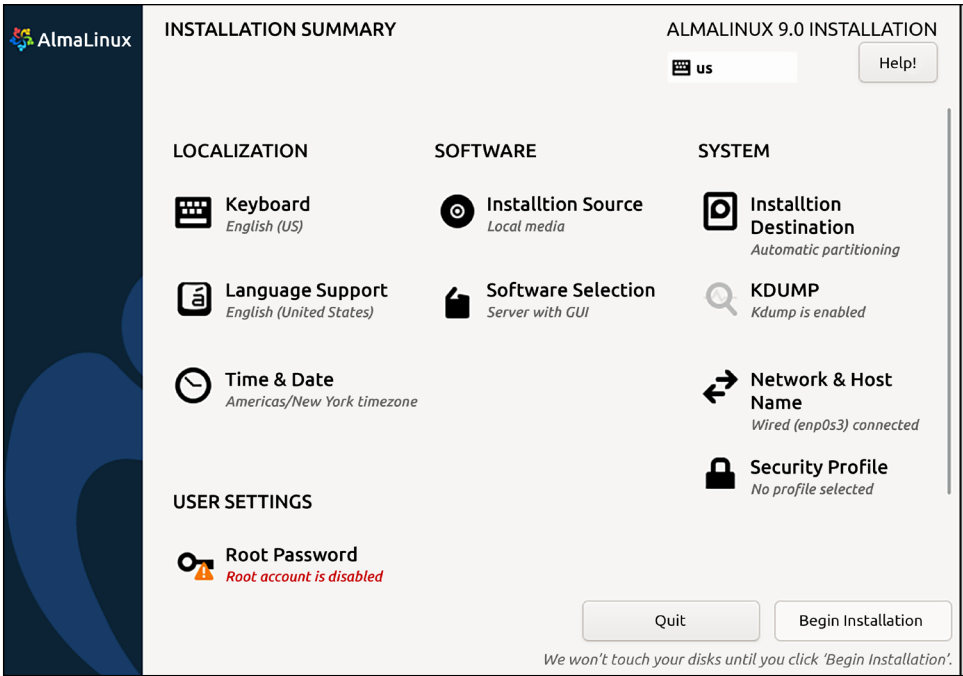 AlmaLinux
INSTALLATION SUMMARY
ALMALINUX 9.0 INSTALLATION
us
Help!
LOCALIZATION
Keyboard
English (US)
Language Support
English (United States)
Time & Date
Americas/New York timezone
SOFTWARE
Installtion Source
Local media
Software Selection
Server with GUI
SYSTEM
Installtion
Destination
Automatic partitioning
KDUMP
Kdump is enabled
Network & Host
Name
Wired (enp0s3) connected
Security Profile
No profile selected
USER SETTINGS
Root Password
Root account is disabled
Quit
Begin Installation
We won't touch your disks until you click ‘Begin Installation’.